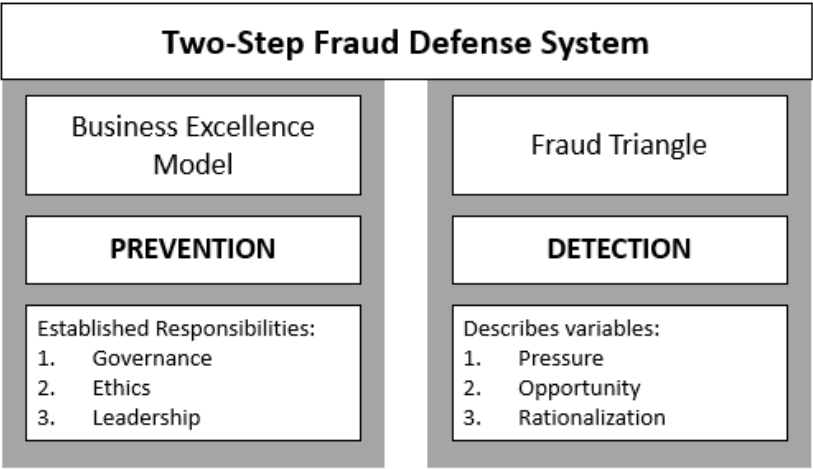 Two-Step Fraud Defense System
Business Excellence
Model
PREVENTION
Established Responsibilities:
1. Governance
2. Ethics
3. Leadership
Fraud Triangle
DETECTION
Describes variables:
1. Pressure
2. Opportunity
3. Rationalization